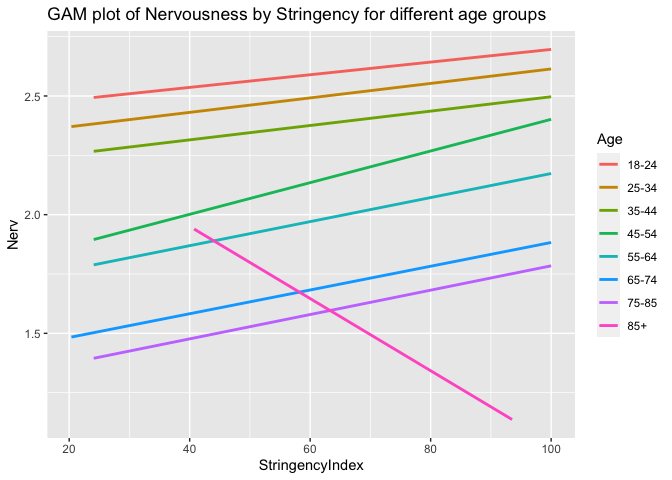 GAM plot of Nervousness by Stringency for different age groups
Nerv
2.5
2.0
1.5
20 40 60 80 100
StringencyIndex
Age
18-24
25-34
35-44
45-54
55-64
65-74
75-85
85+